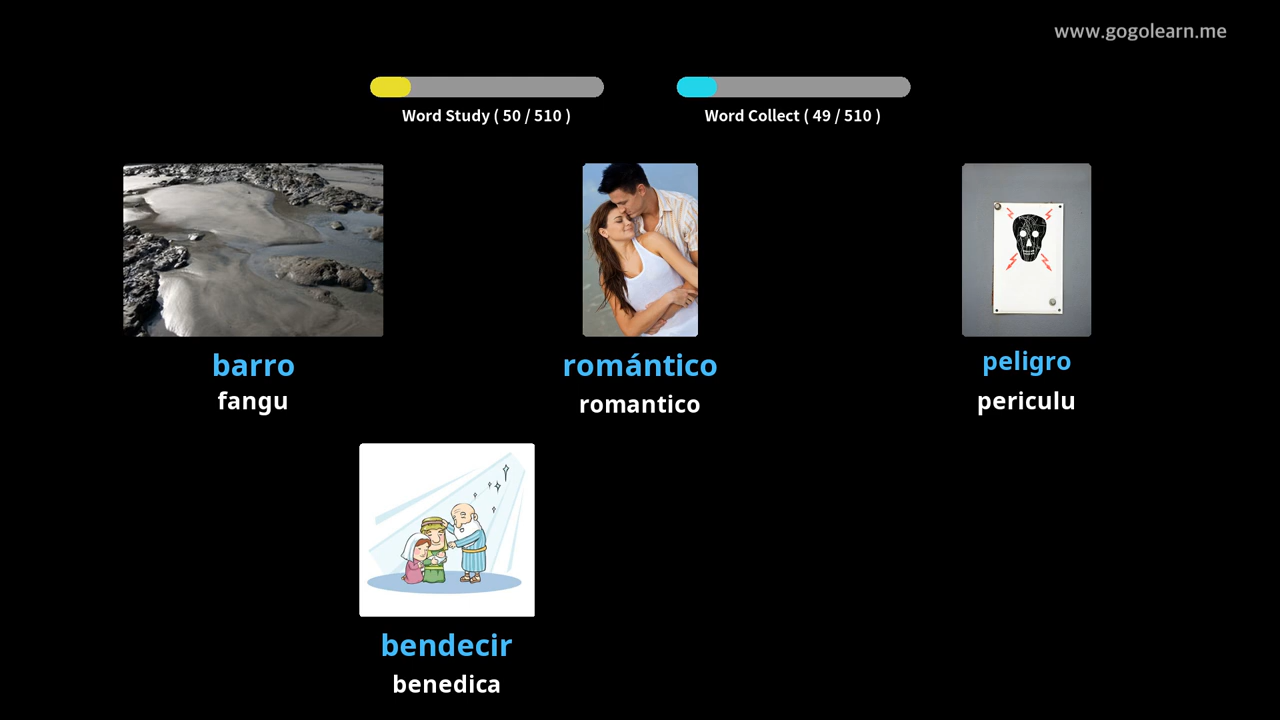 www.gogolearn.me
Word Study ( 50 / 510 )
Word Collect ( 49 / 510 )
barro
fangu
romántico
romantico
peligro
periculu
bendecir
benedica